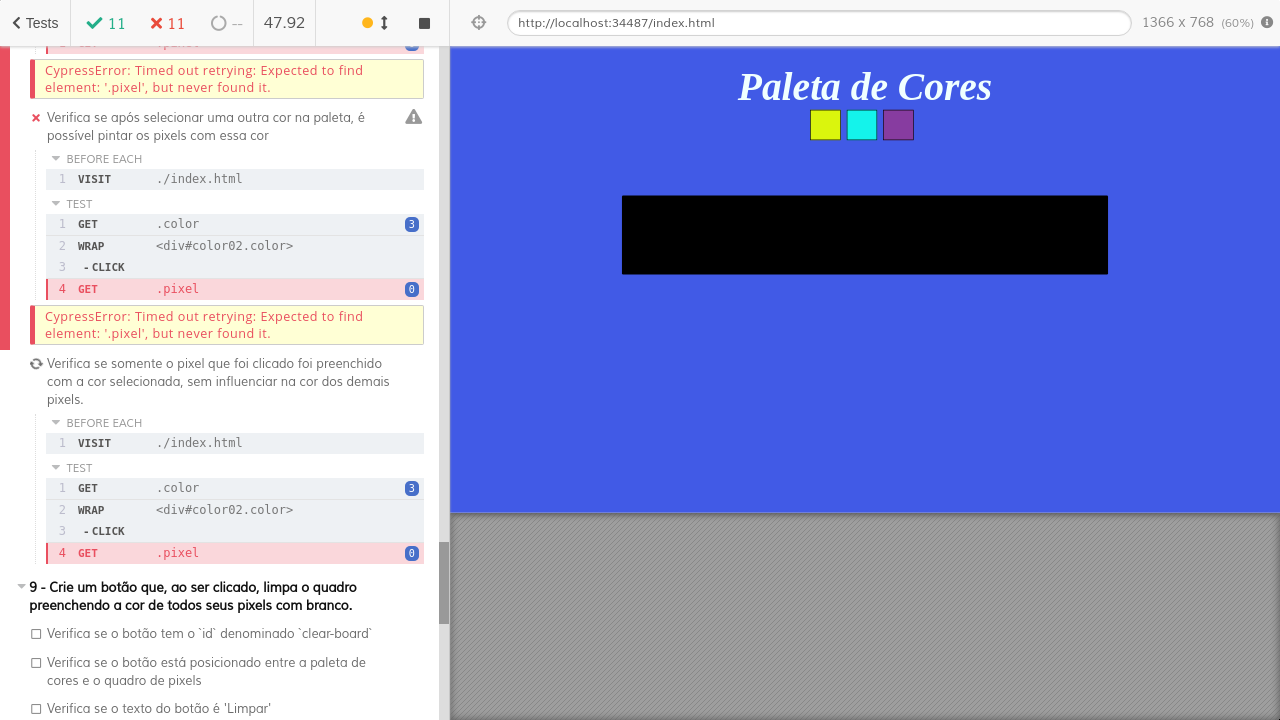 Tests 11 11 -- 47.92
http://localhost:34487/index.html 1366 x 768 (60%)
CypressError: Timed out retrying: Expected to find
element: '.pixel', but never found it.
Verifica se após selecionar uma outra cor na paleta, é
possível pintar os pixels com essa cor
BEFORE EACH
1 VISIT ./index.html
TEST
1 GET .color 3
2 WRAP <div#color02.color>
3 - CLICK
4 GET .pixel 0
CypressError: Timed out retrying: Expected to find
element: '.pixel', but never found it.
Verifica se somente o pixel que foi clicado foi preenchido
com a cor selecionada, sem influenciar na cor dos demais
pixels.
BEFORE EACH
1 VISIT ./index.html
TEST
1 GET .color 3
2 WRAP <div#color02.color>
3 - CLICK
4 GET .pixel 0
9 - Crie um botão que, ao ser clicado, limpa o quadro
preenchendo a cor de todos seus pixels com branco.
Verifica se o botão tem o `id` denominado `clear-board`
Verifica se o botão está posicionado entre a paleta de
cores e o quadro de pixels
Verifica se o texto do botão é 'Limpar'
Paleta de Cores